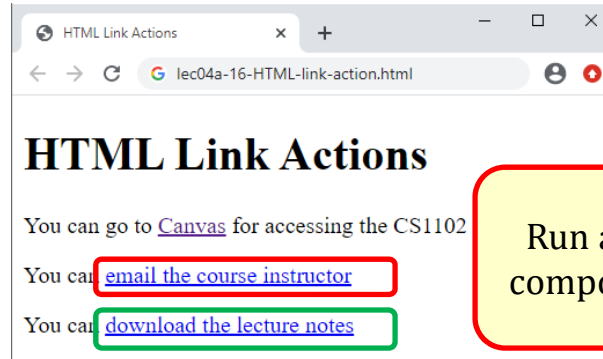 HTML Link Actions
lec04a-16-HTML-link-action.html
HTML Link Actions
You can go to Canvas for accessing the CS1102
You can email the course instructor
You can download the lecture notes
Run